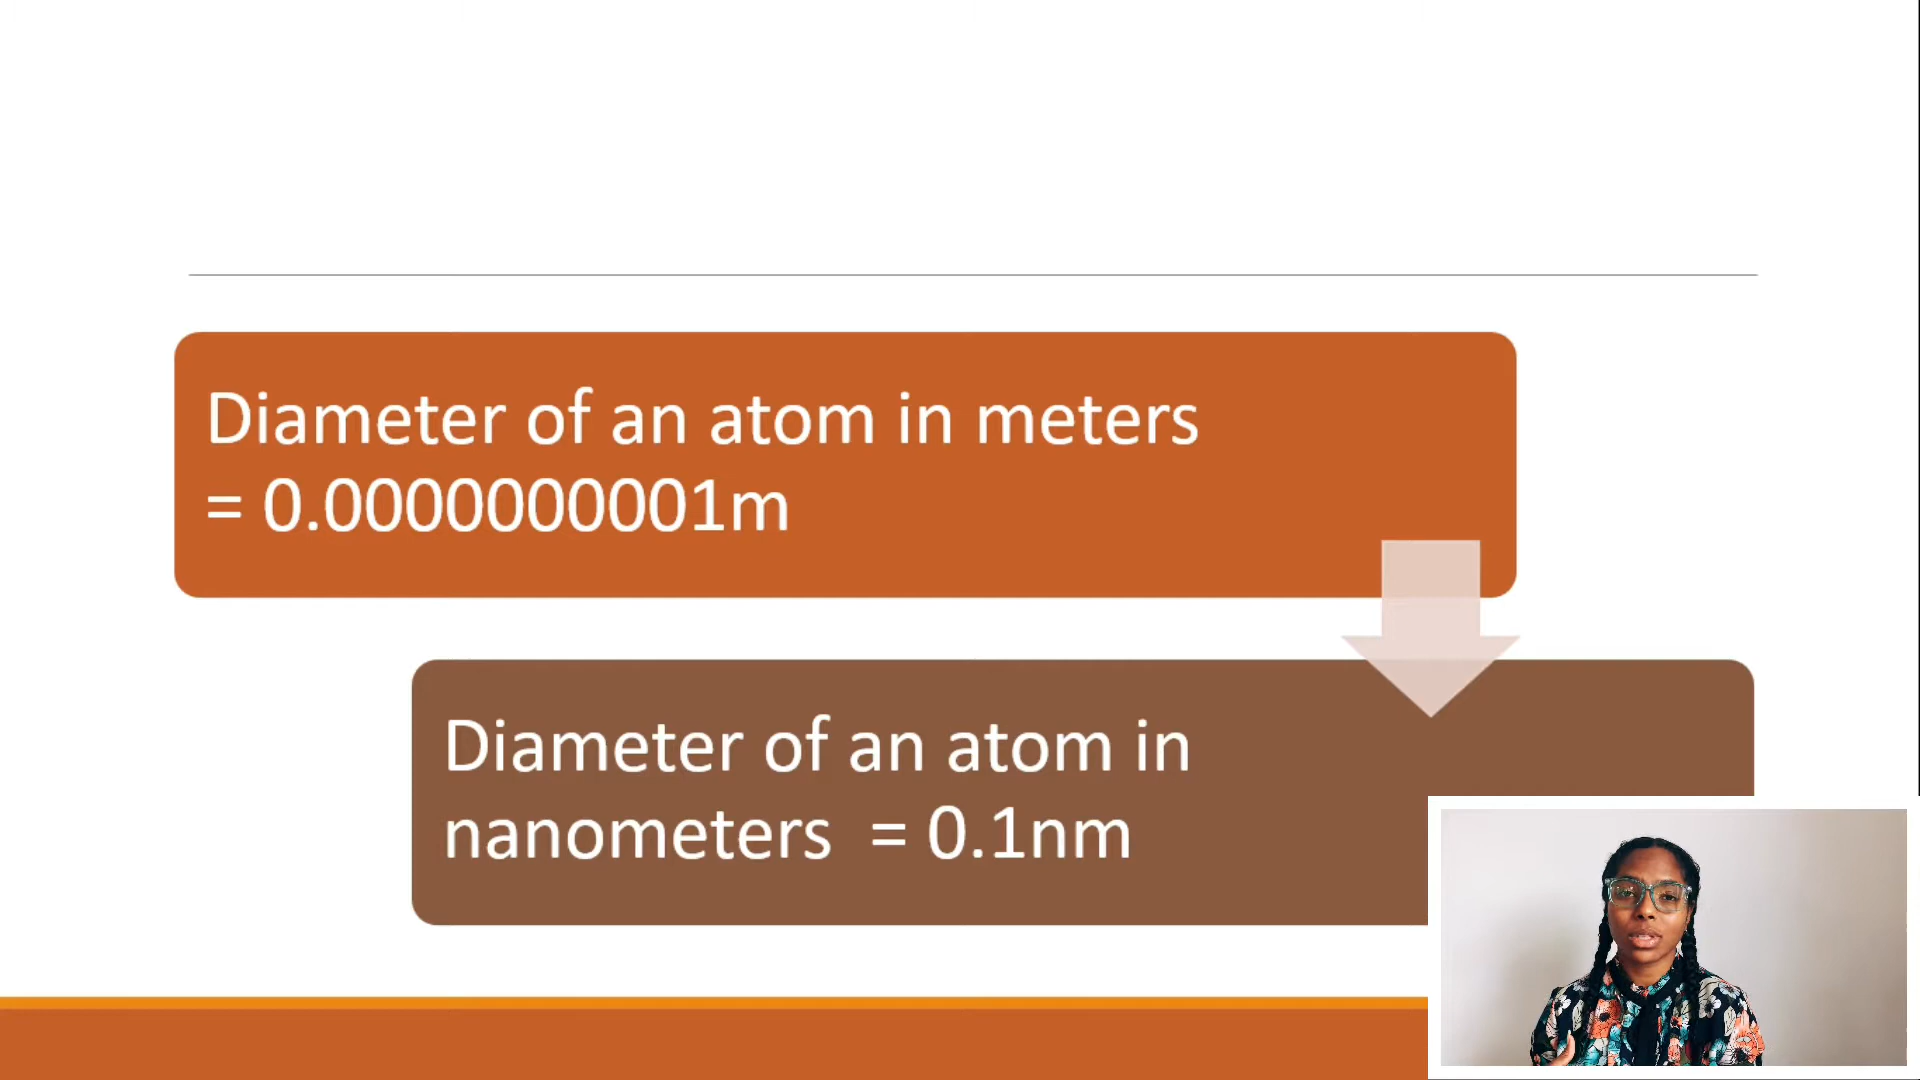 Diameter of an atom in meters
= 0.0000000001m
Diameter of an atom in
nanometers  = 0.1nm